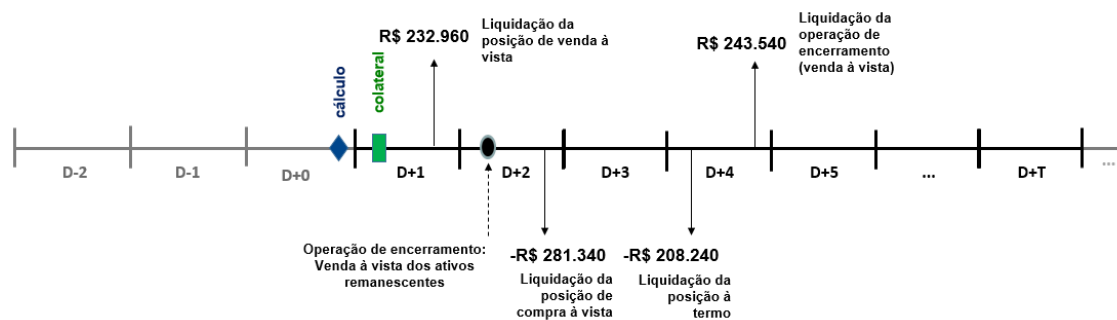 R$ 232.960
Liquidação da
posição de venda à
vista
R$ 243.540
Liquidação da
operação de
encerramento
(venda à vista)
cálculo
colateral
D-2
D-1
D+0
D+1
D+2
D+3
D+4
D+5
...
D+T
...
Operação de encerramento:
Venda à vista dos ativos
remanescentes
-R$ 281.340
Liquidação da
posição de
compra à vista
-R$ 208.240
Liquidação da
posição à
termo